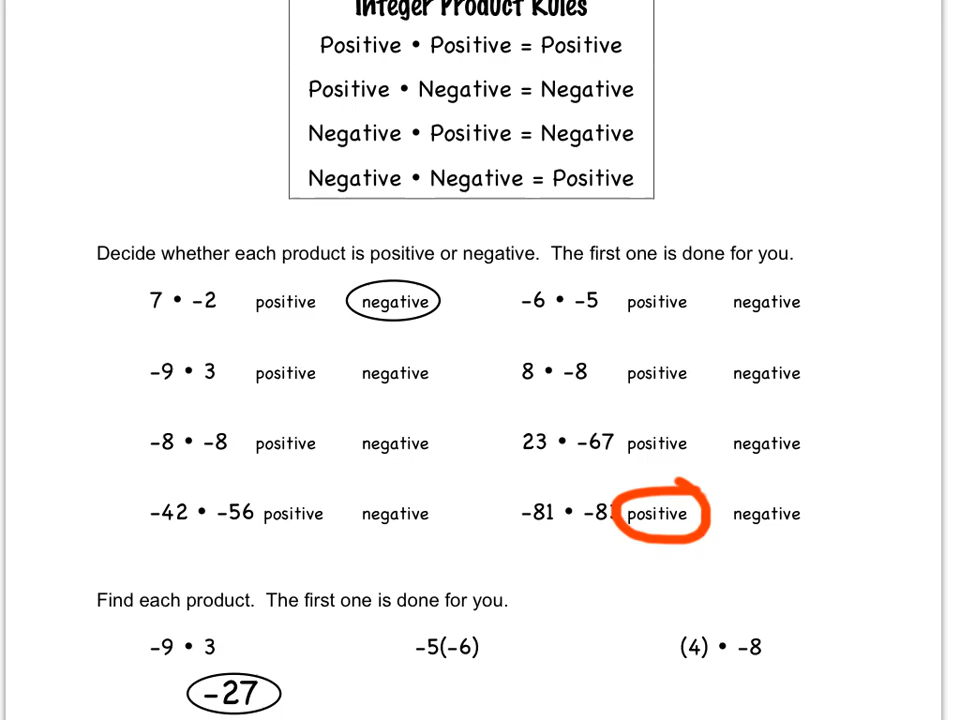 Integer Product Rules
Positive • Positive = Positive
Positive • Negative = Negative
Negative • Positive = Negative
Negative • Negative = Positive
Decide whether each product is positive or negative. The first one is done for you.
7 • -2 positive negative -6 • -5 positive negative
-9 • 3 positive negative 8 • -8 positive negative
-8 • -8 positive negative 23 • -67 positive negative
-42 • -56 positive negative -81 • positive negative
Find each product. The first one is done for you.
-9 • 3 -5(-6) (4) • -8
-27